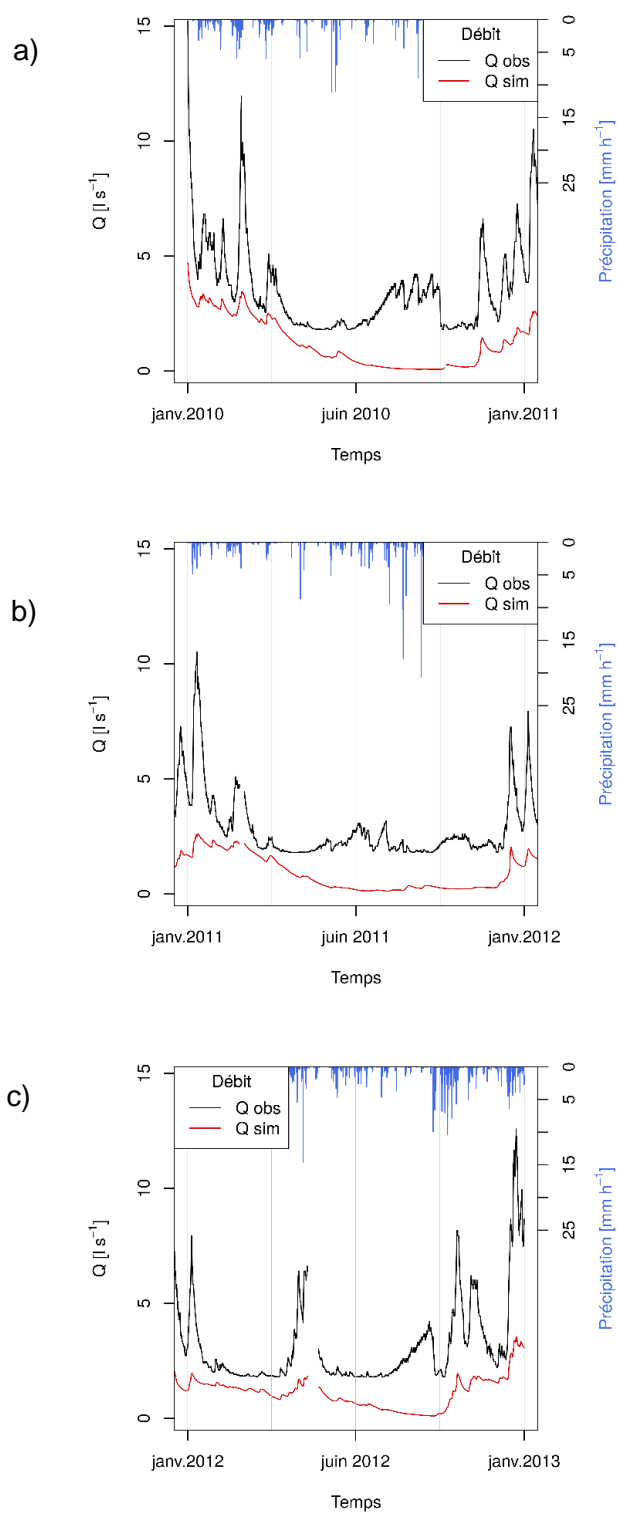 a)
Débit
Q obs
Q sim
15
10
5
0
Q [l s⁻¹]
0
5
15
25
Précipitation [mm h⁻¹]
janv.2010
juin 2010
janv.2011
Temps
b)
Débit
Q obs
Q sim
15
10
5
0
Q [l s⁻¹]
0
5
15
25
Précipitation [mm h⁻¹]
janv.2011
juin 2011
janv.2012
Temps
c)
Débit
Q obs
Q sim
15
10
5
0
Q [l s⁻¹]
0
5
15
25
Précipitation [mm h⁻¹]
janv.2012
juin 2012
janv.2013
Temps